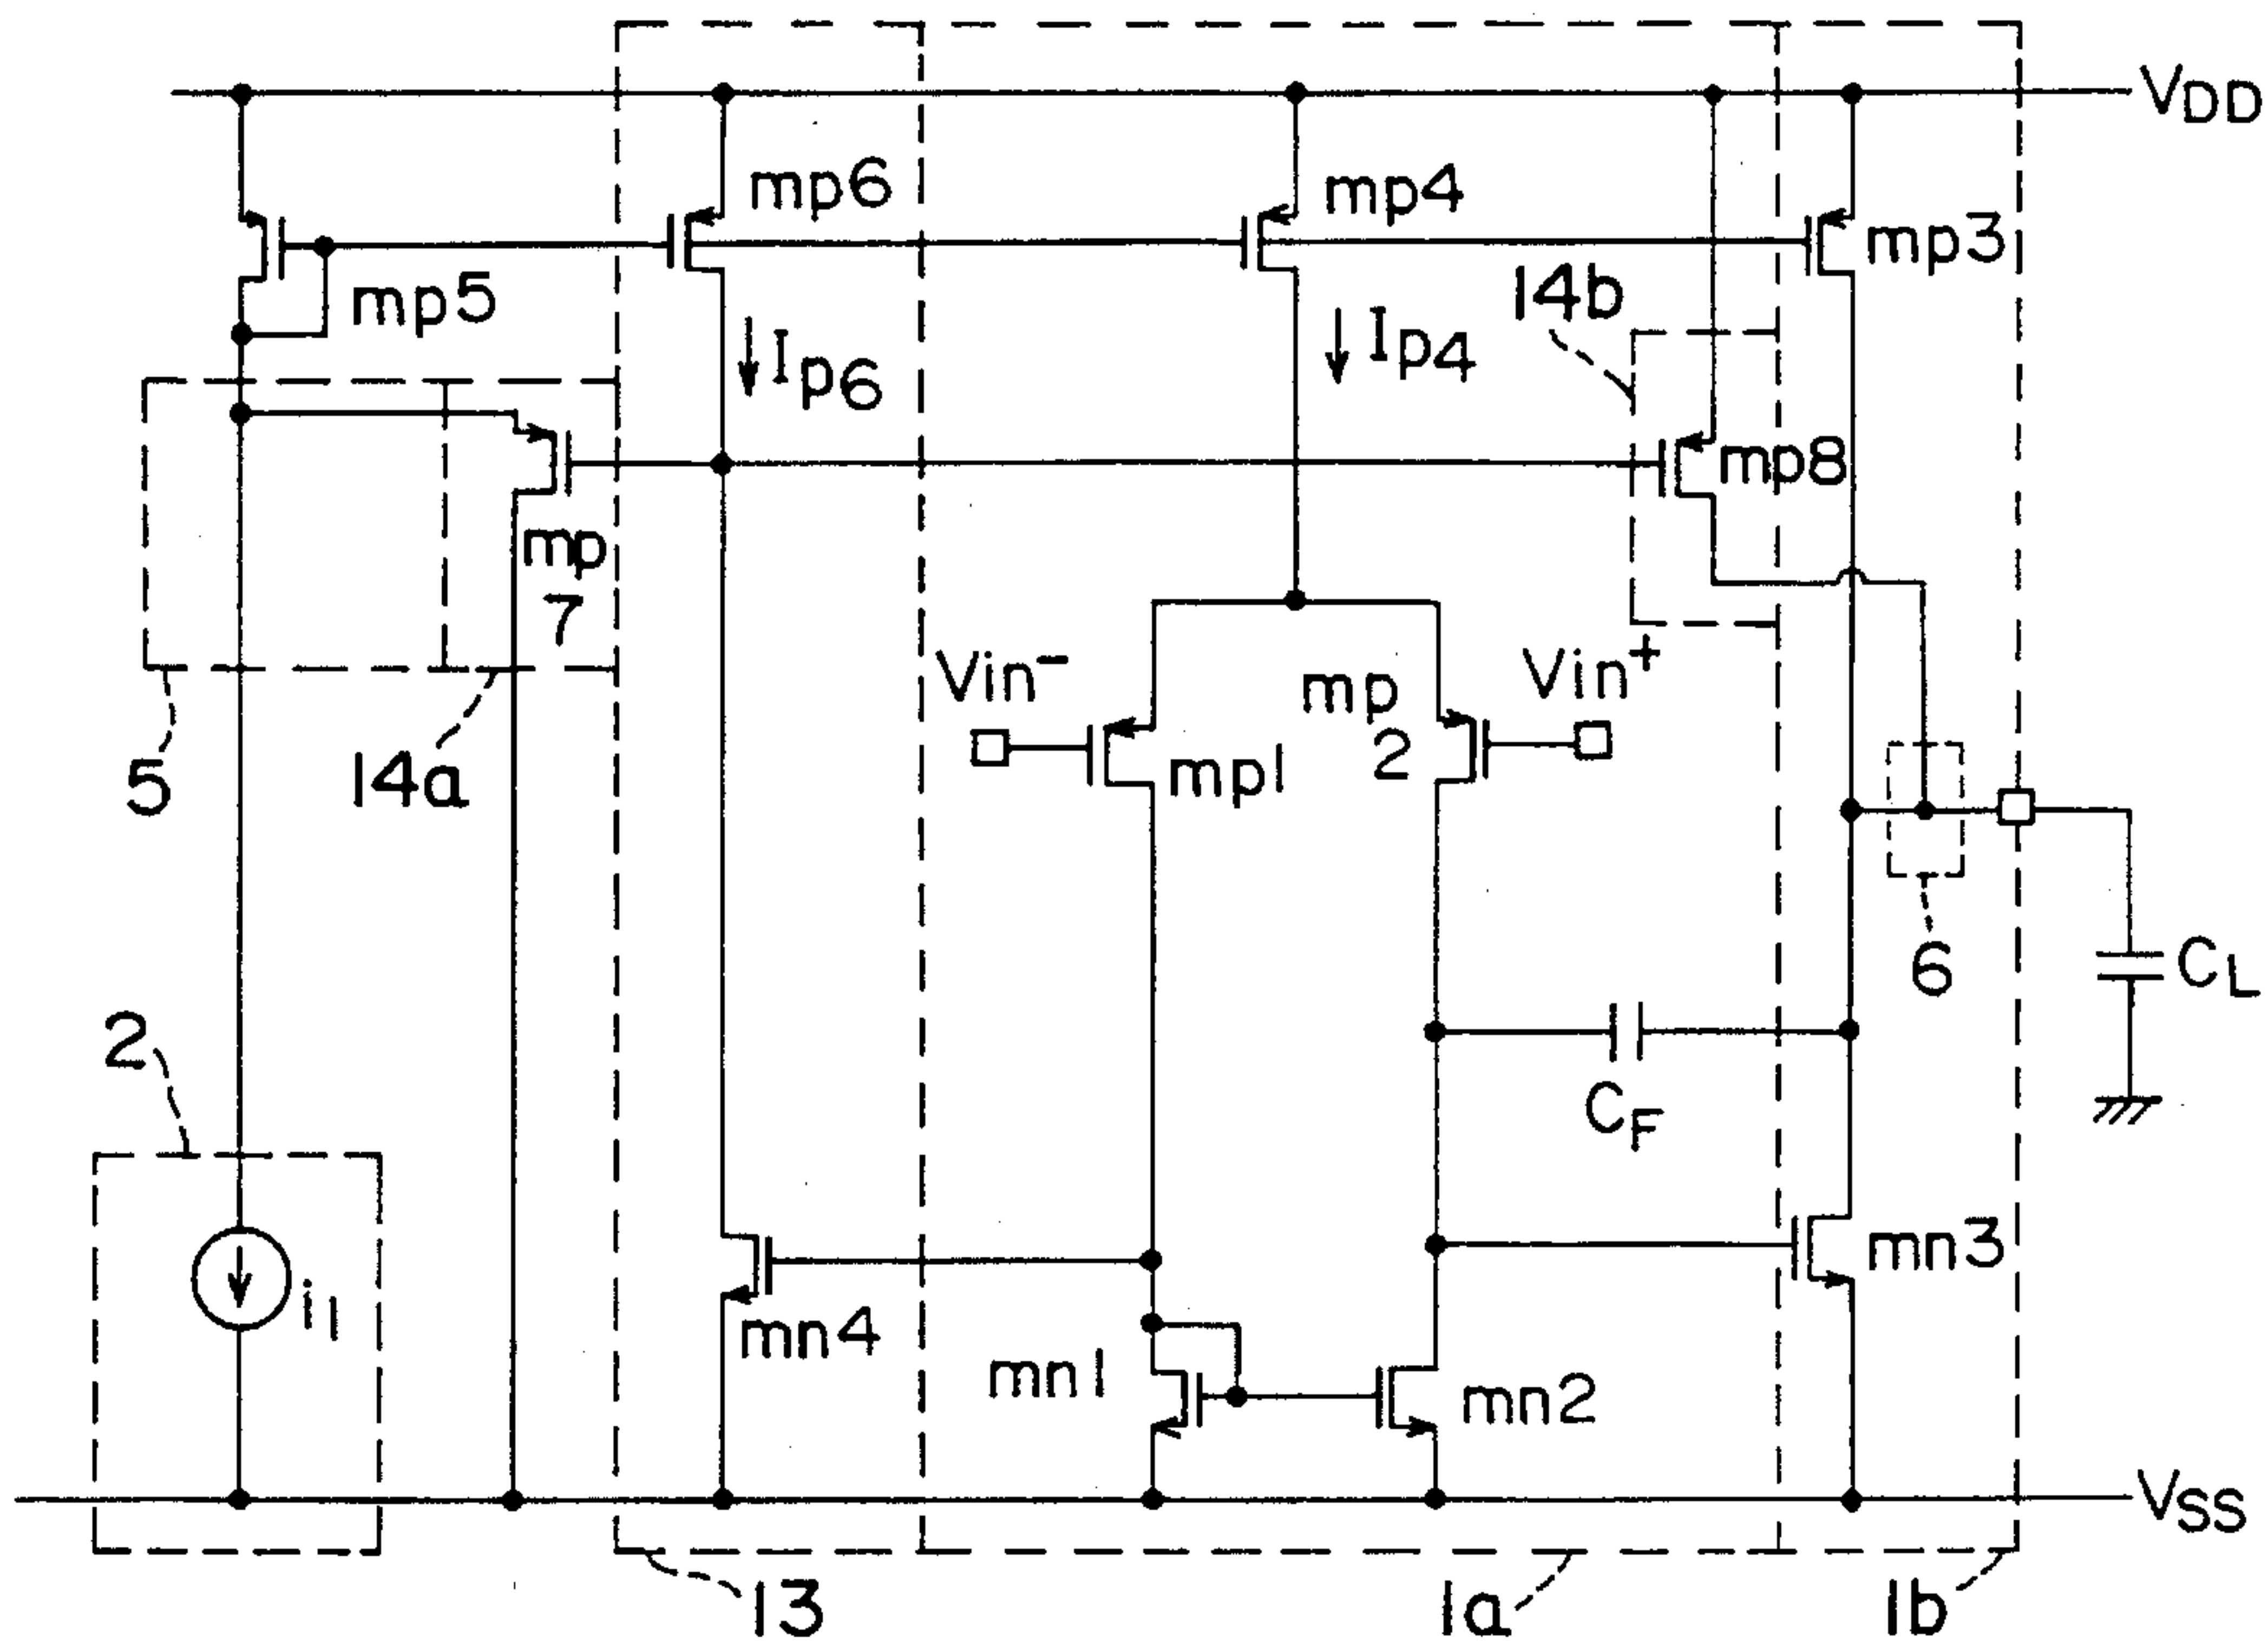 VDD
mp6
mp4
mp3
mp5
14b
Ip6
Ip4
mp8
mp
7
Vin-
mp
2
Vin+
mp1
5
14a
6
CL
2
CF
i1
mn4
mn3
mn1
mn2
VSS
13
1a
1b